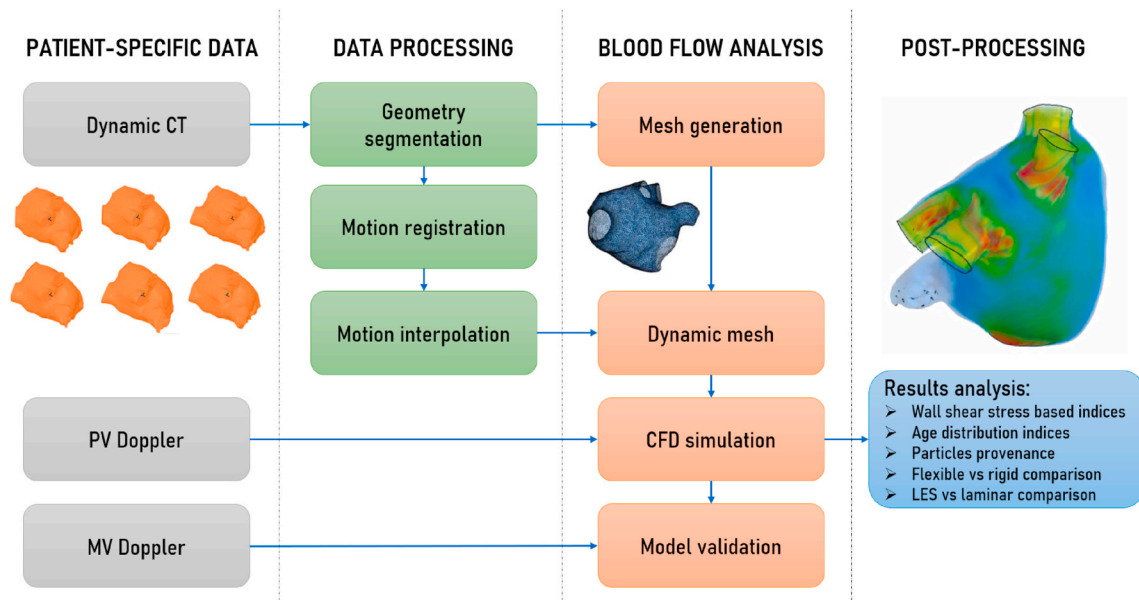 PATIENT-SPECIFIC DATA
DATA PROCESSING
BLOOD FLOW ANALYSIS
POST-PROCESSING
Dynamic CT
Geometry
segmentation
Mesh generation
Motion registration
Motion interpolation
Dynamic mesh
PV Doppler
CFD simulation
MV Doppler
Model validation
Results analysis:
➢ Wall shear stress based indices
➢ Age distribution indices
➢ Particles provenance
➢ Flexible vs rigid comparison
➢ LES vs laminar comparison